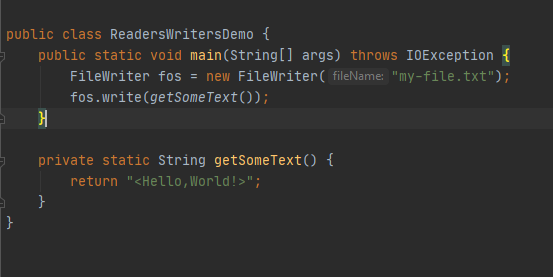 public class ReadersWritersDemo {
    public static void main(String[] args) throws IOException {
        FileWriter fos = new FileWriter( fileName: "my-file.txt");
        fos.write(getSomeText());
    }
    private static String getSomeText() {
        return "<Hello,World!>";
    }
}